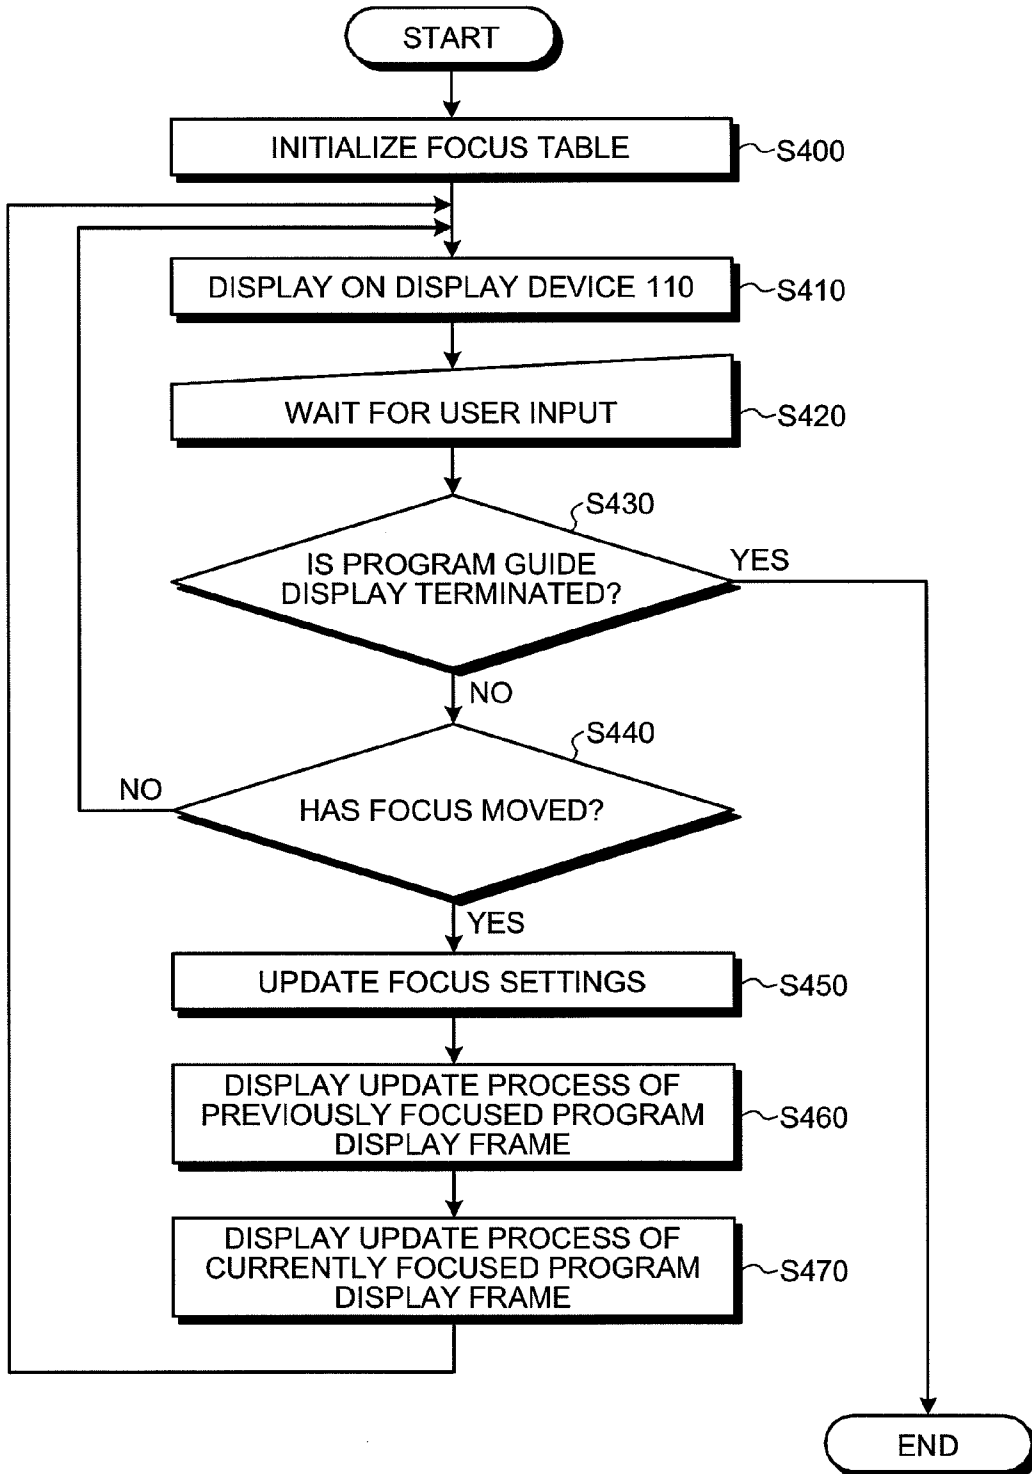 START
INITIALIZE FOCUS TABLE
S400
DISPLAY ON DISPLAY DEVICE 110
S410
WAIT FOR USER INPUT
S420
S430
IS PROGRAM GUIDE
DISPLAY TERMINATED?
YES
NO
S440
HAS FOCUS MOVED?
NO
YES
UPDATE FOCUS SETTINGS
S450
DISPLAY UPDATE PROCESS OF
PREVIOUSLY FOCUSED PROGRAM
DISPLAY FRAME
S460
DISPLAY UPDATE PROCESS OF
CURRENTLY FOCUSED PROGRAM
DISPLAY FRAME
S470
END